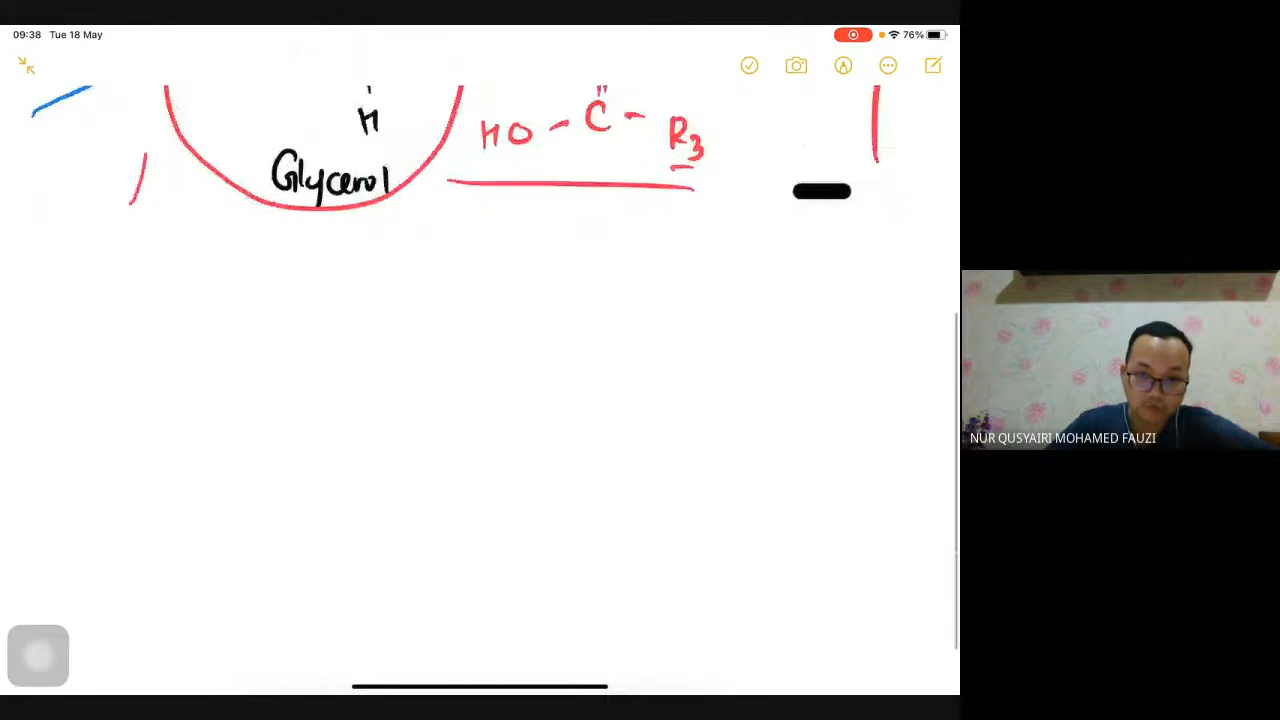 09:38 Tue 18 May 76%
H
HO - C - R3
Glycerol
NUR QUSYAIRI MOHAMED FAUZI